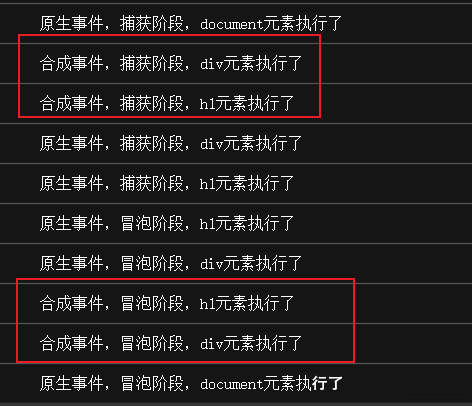 原生事件，捕获阶段，document元素执行了
合成事件，捕获阶段，div元素执行了
合成事件，捕获阶段，h1元素执行了
原生事件，捕获阶段，div元素执行了
原生事件，捕获阶段，h1元素执行了
原生事件，冒泡阶段，h1元素执行了
原生事件，冒泡阶段，div元素执行了
合成事件，冒泡阶段，h1元素执行了
合成事件，冒泡阶段，div元素执行了
原生事件，冒泡阶段，document元素执行了